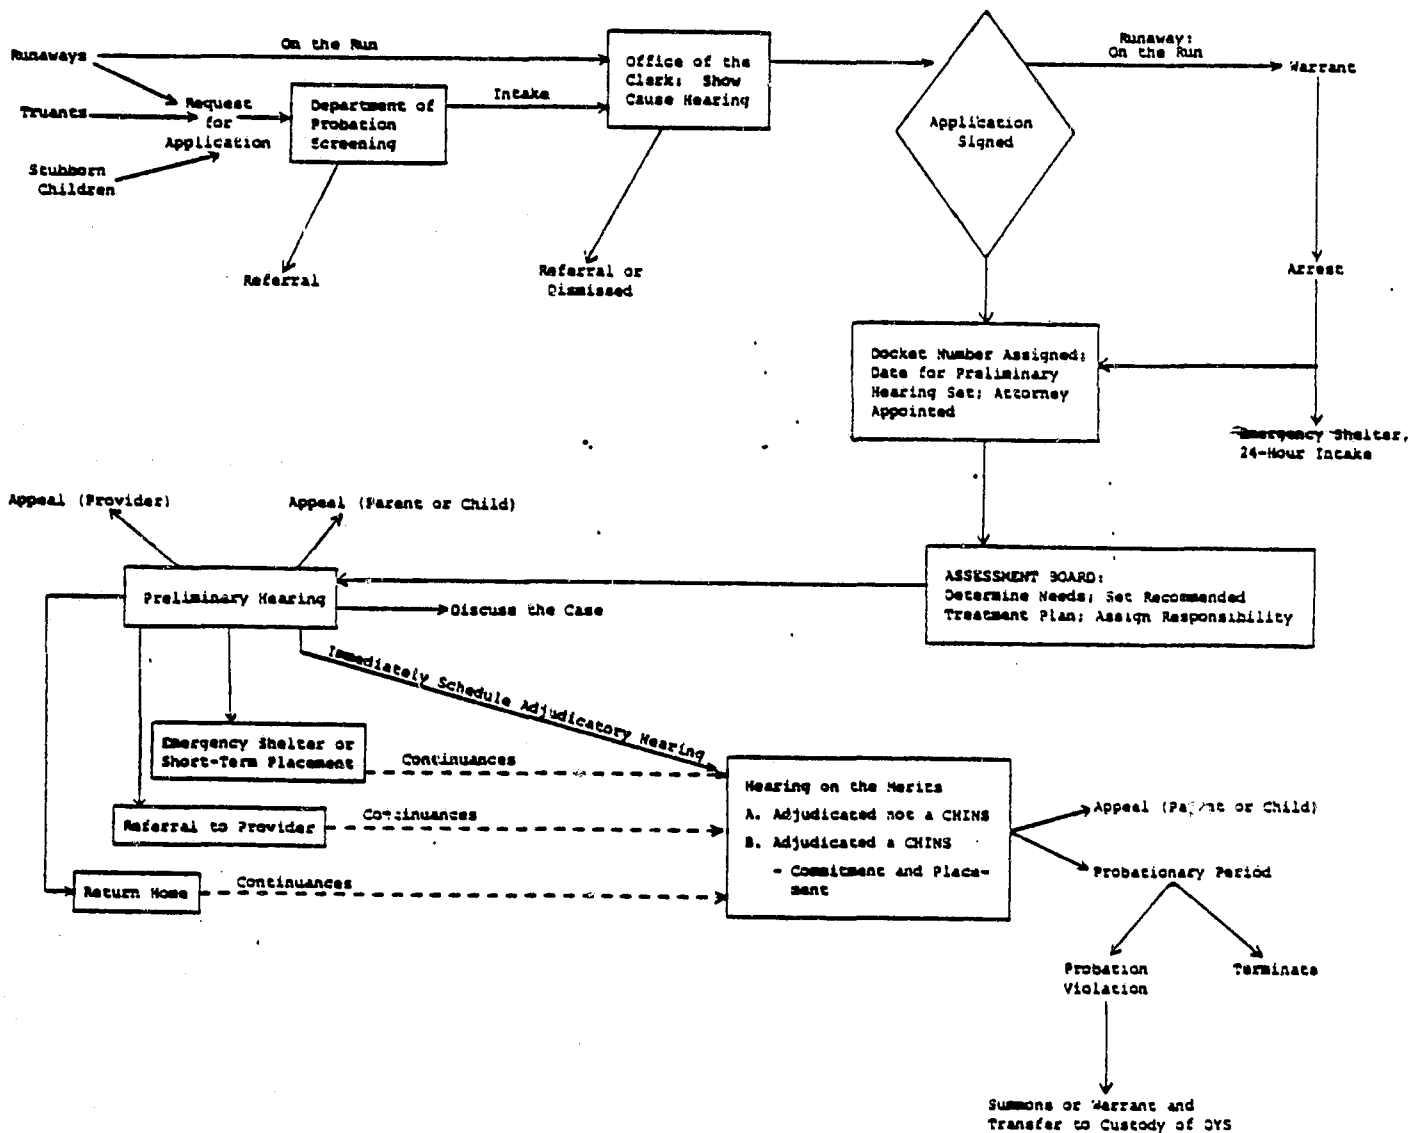 Runaways
On the Run
Office of the
Clerk; Show
Cause Hearing
Runaway:
On the Run
Warrant
Truants
Request
for
Application
Department of
Probation
Screening
Intake
Application
Signed
Stubborn
Children
Referral
Referral or
Dismissed
Arrest
Docket Number Assigned;
Date for Preliminary
Hearing Set; Attorney
Appointed
Emergency Shelter,
24-Hour Intake
Appeal (Provider)
Appeal (Parent or Child)
Preliminary Hearing
Discuss the Case
ASSESSMENT BOARD:
Determine Needs; Set Recommended
Treatment Plan; Assign Responsibility
Immediately Schedule Adjudicatory Hearing
Emergency Shelter or
Short-Term Placement
Continuances
Referral to Provider
Continuances
Return Home
Continuances
Hearing on the Merits
A. Adjudicated not a CHINS
B. Adjudicated a CHINS
- Commitment and Place-
ment
Appeal (Parent or Child)
Probationary Period
Probation
Violation
Terminate
Summons or Warrant and
Transfer to Custody of DYS